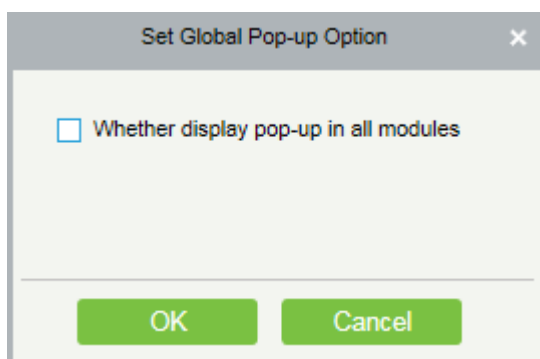 Set Global Pop-up Option
Whether display pop-up in all modules
OK Cancel